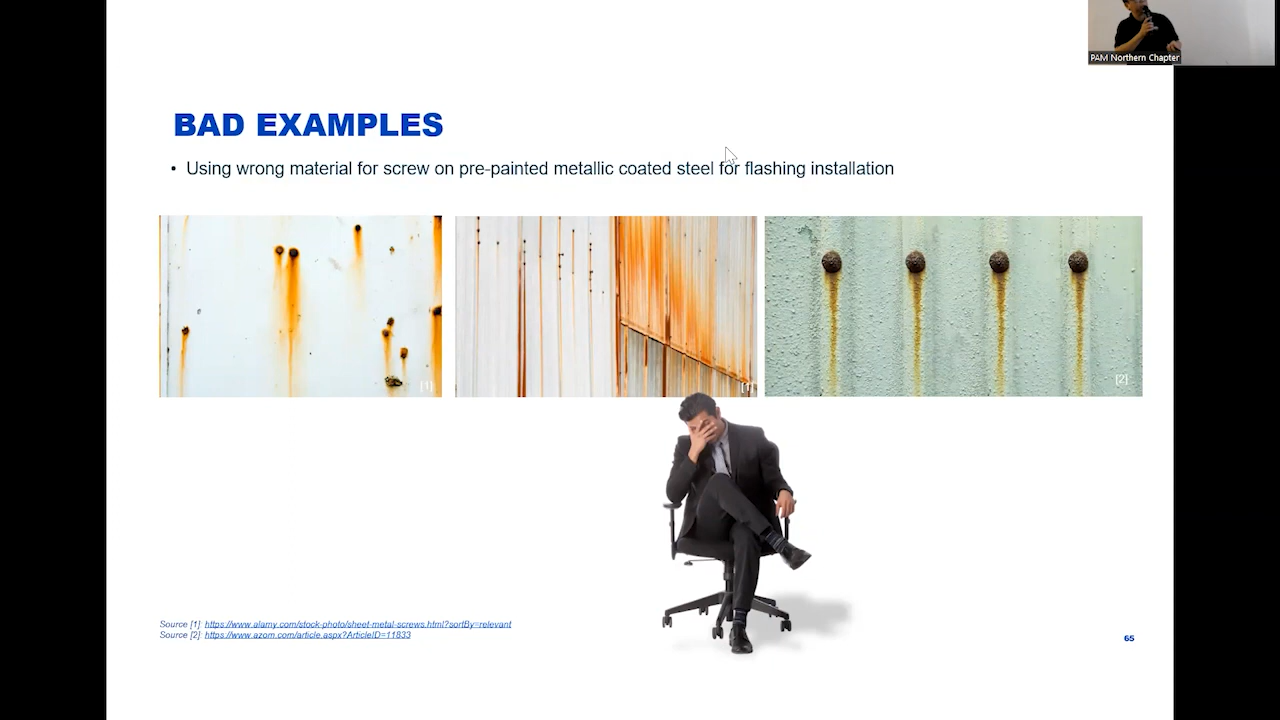 PAM Northern Chapter
BAD EXAMPLES
• Using wrong material for screw on pre-painted metallic coated steel for flashing installation
[1]
[1]
[2]
Source [1]: https://www.alamy.com/stock-photo/sheet-metal-screws.html?sortBy=relevant
Source [2]: https://www.azom.com/article.aspx?ArticleID=11833
65